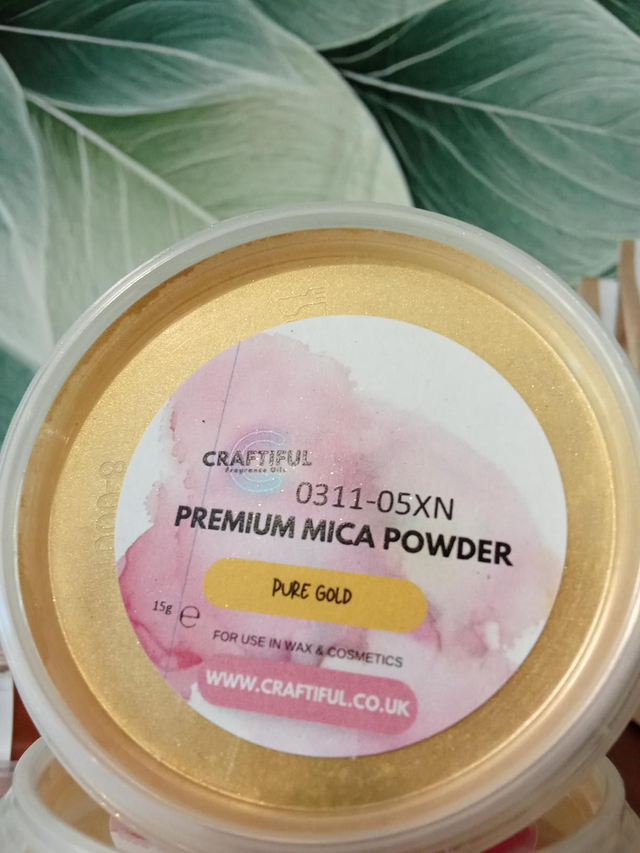 CRAFTIFUL
Fragrance Oils
0311-05XN
PREMIUM MICA POWDER
PURE GOLD
15g ℮
FOR USE IN WAX & COSMETICS
WWW.CRAFTIFUL.CO.UK